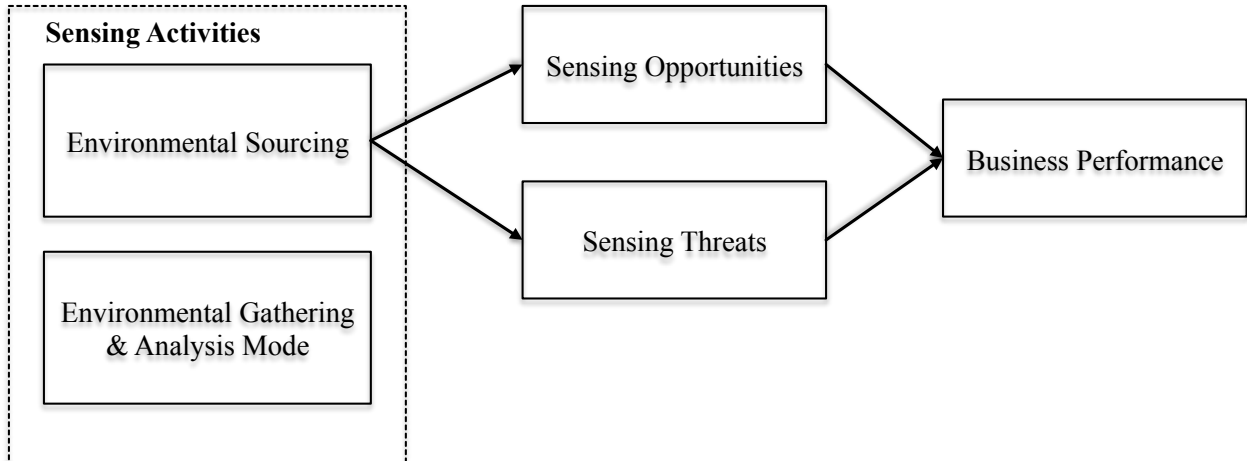 Sensing Activities
Environmental Sourcing
Environmental Gathering
& Analysis Mode
Sensing Opportunities
Sensing Threats
Business Performance